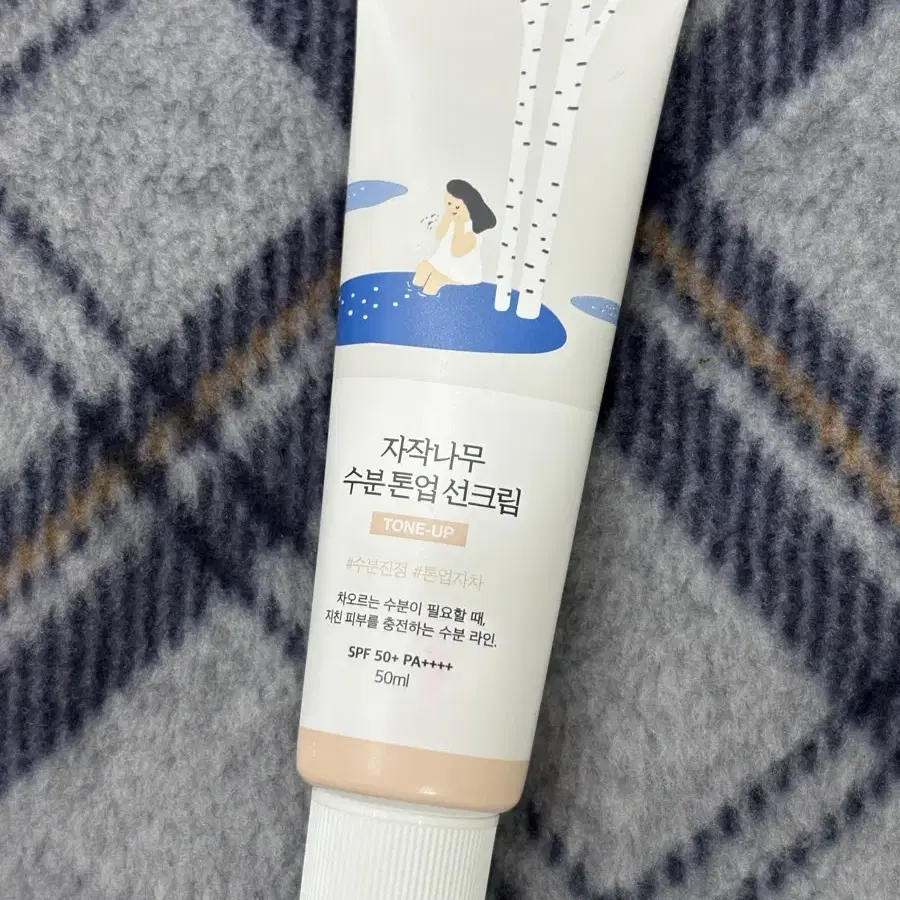 자작나무
수분 톤업 선크림
TONE-UP
#수분진정 #톤업자차
차오르는 수분이 필요할 때,
지친 피부를 충전하는 수분 라인.
SPF 50+ PA++++
50ml